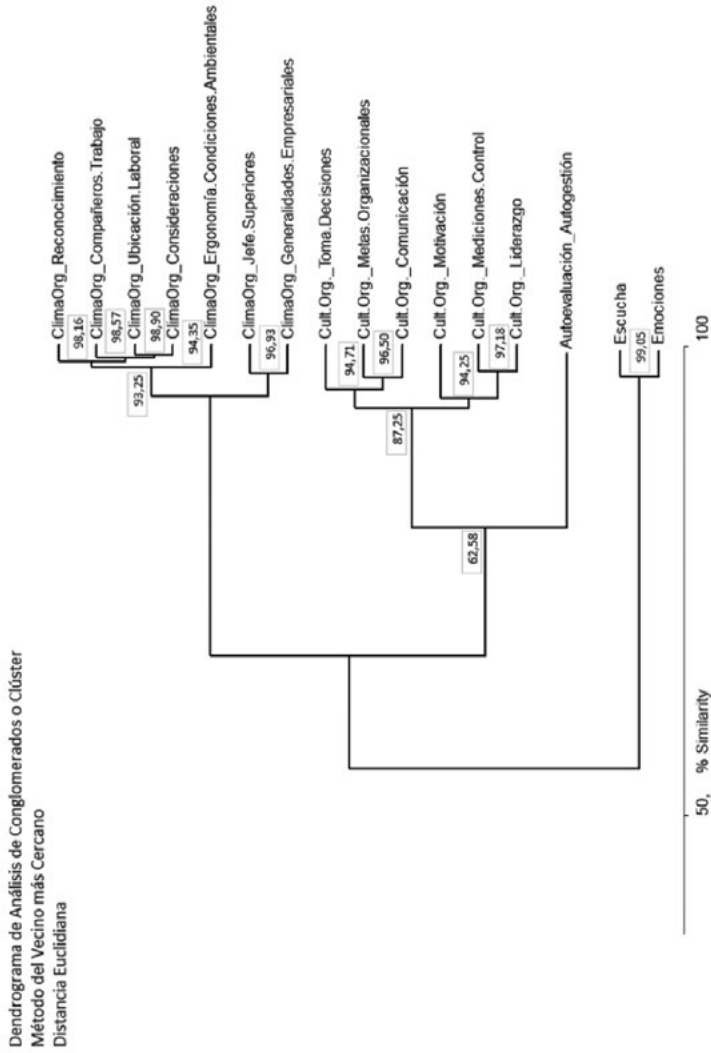 Dendrograma de Análisis de Conglomerados o Clúster
Método del Vecino más Cercano
Distancia Euclidiana
ClimaOrg_Reconocimiento
98,16
ClimaOrg_Compañeros.Trabajo
98,57
ClimaOrg_Ubicación.Laboral
98,90
ClimaOrg_Consideraciones
94,35
ClimaOrg_Ergonomía.Condiciones.Ambientales
93,25
ClimaOrg_Jefe.Superiores
96,93
ClimaOrg_Generalidades.Empresariales
Cult.Org._Toma.Decisiones
94,71
Cult.Org._Metas.Organizacionales
96,50
Cult.Org._Comunicación
87,25
Cult.Org._Motivación
94,25
Cult.Org._Mediciones.Control
97,18
Cult.Org._Liderazgo
62,58
Autoevaluación_Autogestión
Escucha
99,05
Emociones
50, % Similarity 100